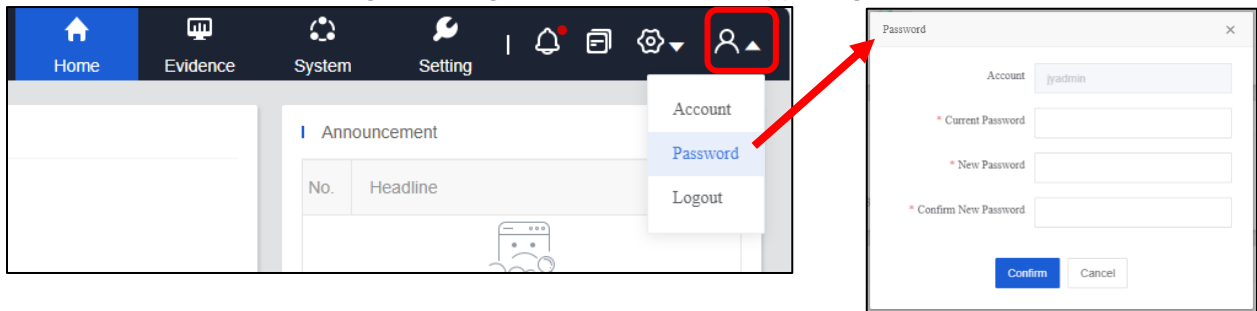 Home
Evidence
System
Setting
Account
Password
Logout
Announcement
No.
Headline
Password
Account
jyadmin
* Current Password
* New Password
* Confirm New Password
Confirm
Cancel